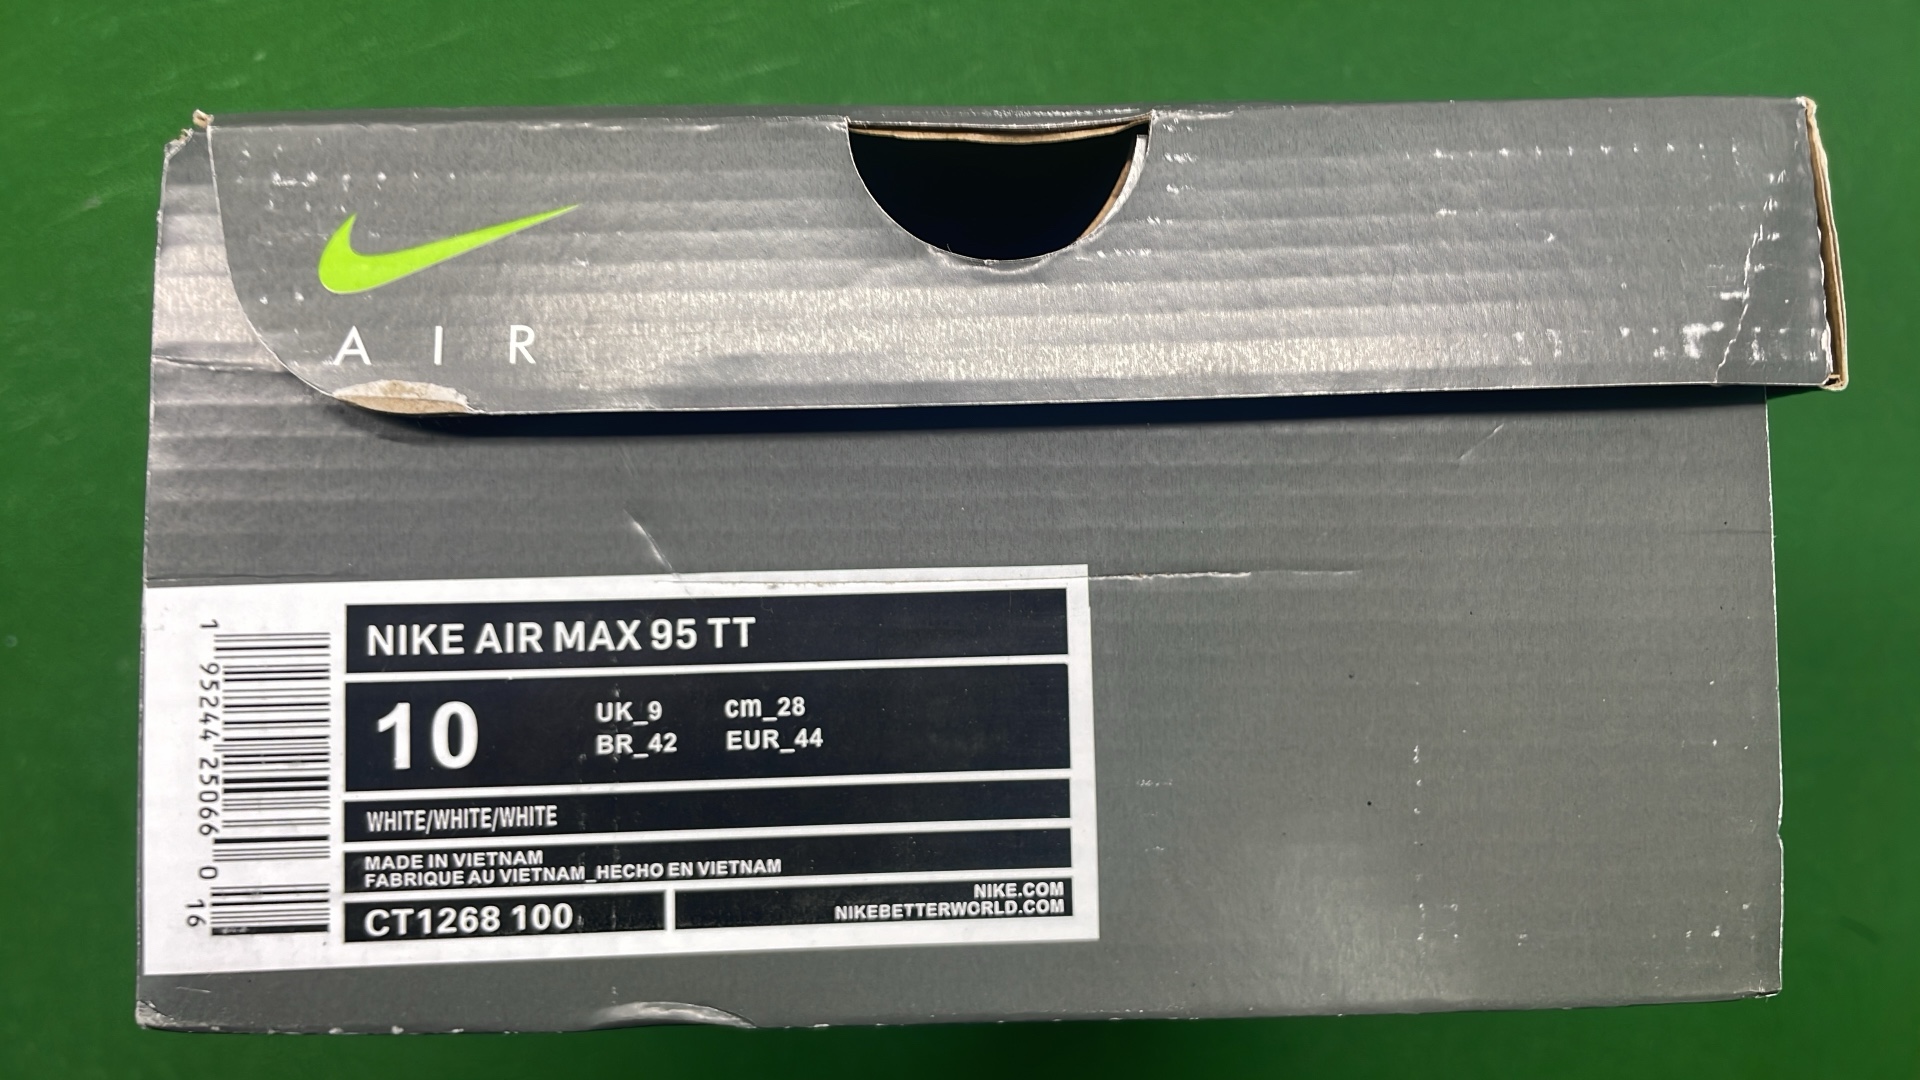 A I R
NIKE AIR MAX 95 TT
10
UK_9 cm_28
BR_42 EUR_44
WHITE/WHITE/WHITE
MADE IN VIETNAM
FABRIQUE AU VIETNAM_HECHO EN VIETNAM
CT1268 100
NIKE.COM
NIKEBETTERWORLD.COM
1 95244 25066 0 16